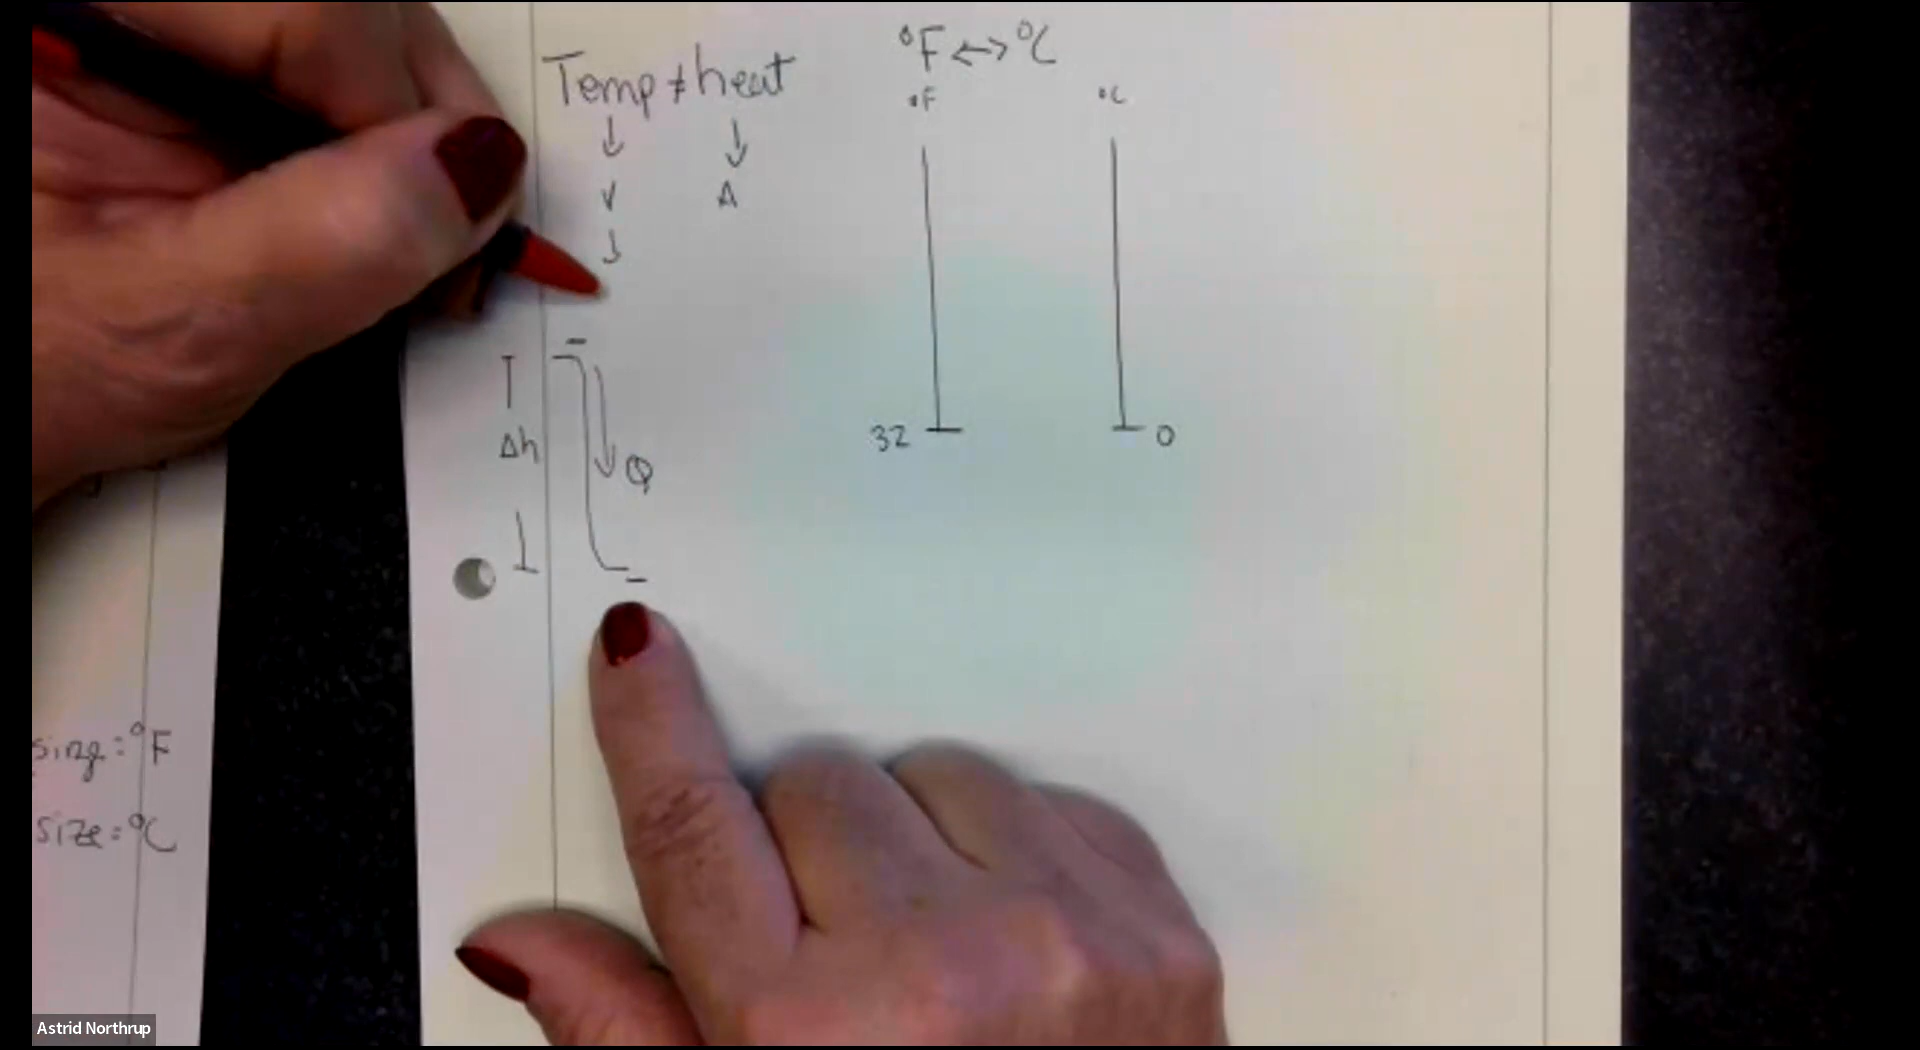 Temp ≠ heat
↓ ↓
V A
↓
Δh
Q
°F ↔ °C
°F °C
32 0
size: °F
size: °C
Astrid Northrup